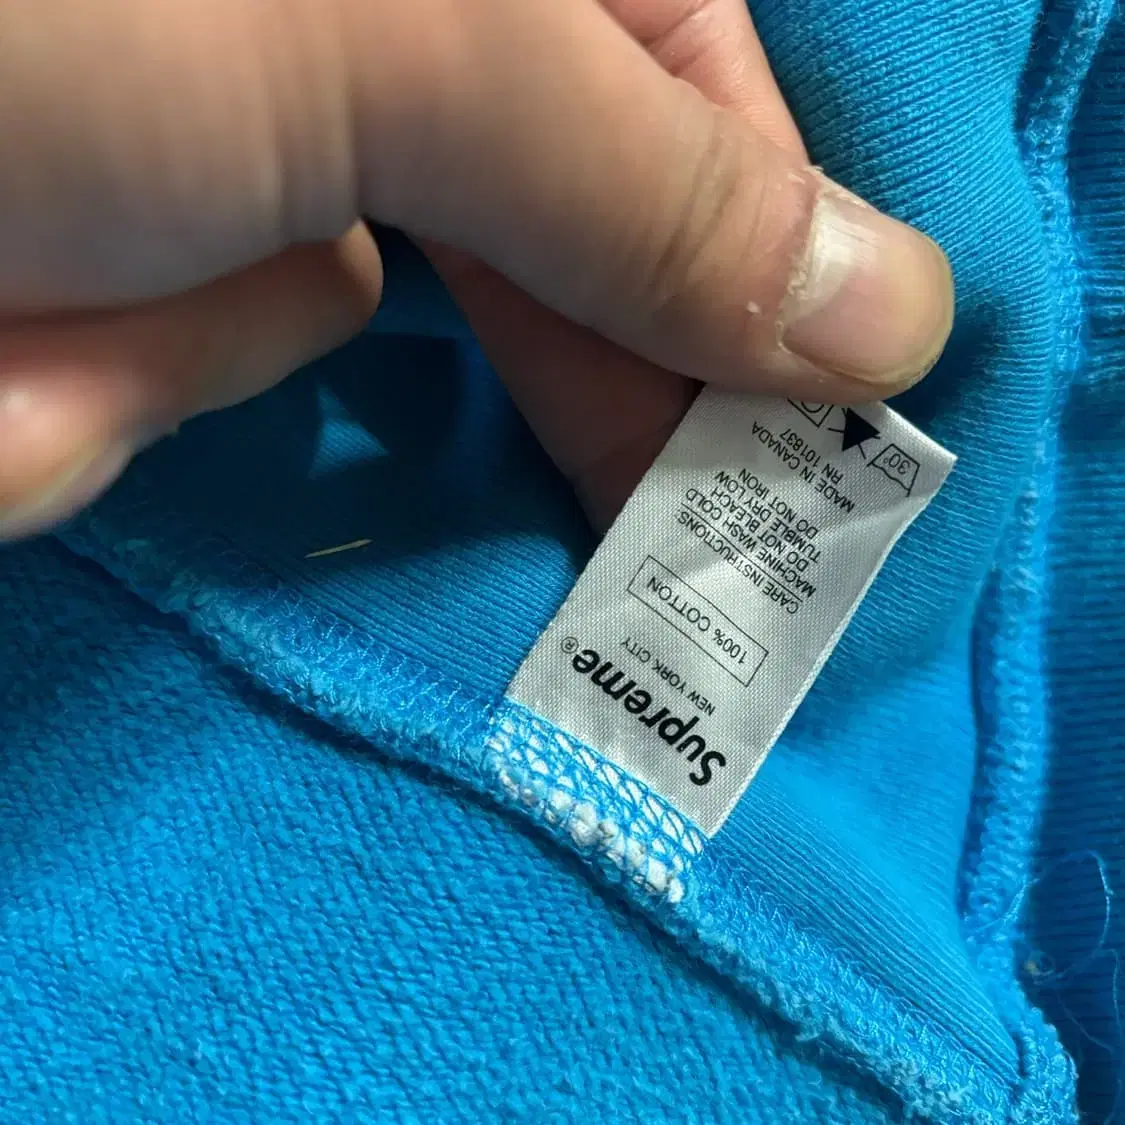 Supreme®
NEW YORK CITY
100% COTTON
CARE INSTRUCTIONS:
MACHINE WASH COLD
DO NOT BLEACH
TUMBLE DRY LOW
DO NOT IRON
MADE IN CANADA
RN 101837
30°